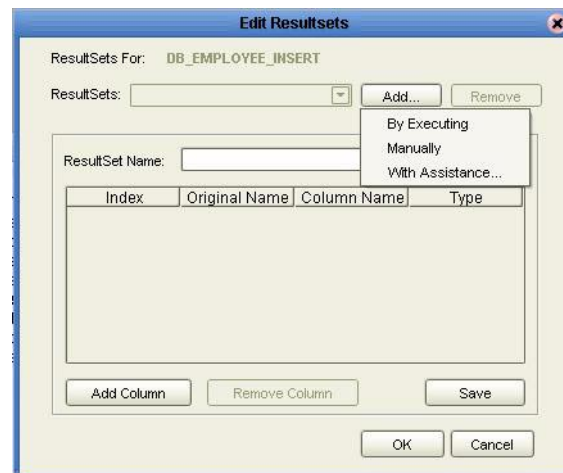 Edit Resultsets
ResultSets For: DB_EMPLOYEE_INSERT
ResultSets: Add... Remove
By Executing
Manually
With Assistance...
ResultSet Name:
Index Original Name Column Name Type
Add Column Remove Column Save
OK Cancel